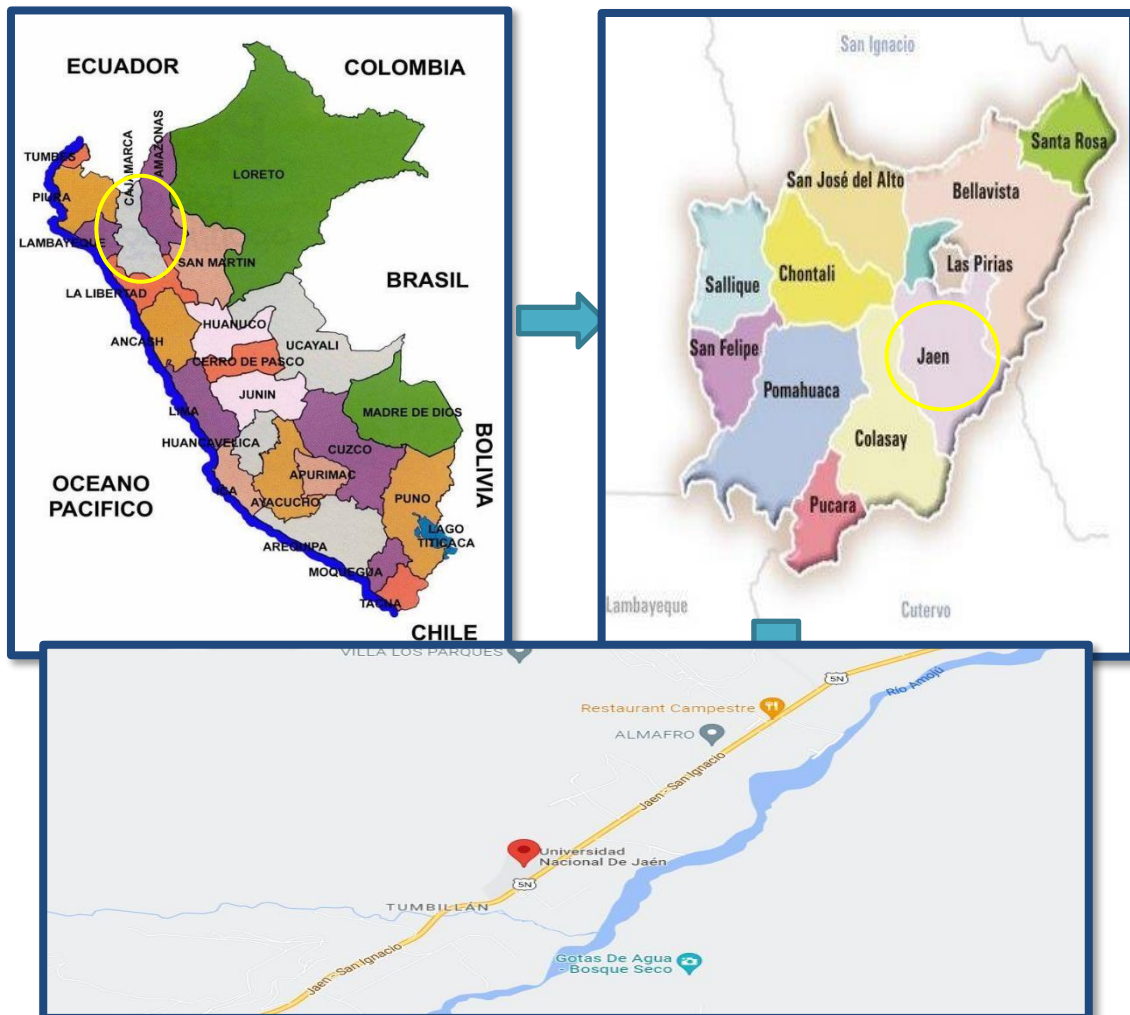 ECUADOR
COLOMBIA
TUMBES
PIURA
CAJAMARCA
AMAZONAS
LORETO
LAMBAYEQUE
SAN MARTIN
BRASIL
LA LIBERTAD
HUANUCO
ANCASH
UCAYALI
CERRO DE PASCO
JUNIN
LIMA
MADRE DE DIOS
HUANCAVELICA
CUZCO
BOLIVIA
OCEANO
PACIFICO
APURIMAC
ICA
AYACUCHO
PUNO
LAGO
TITICACA
AREQUIPA
MOQUEGUA
TACNA
CHILE
San Ignacio
Santa Rosa
San José del Alto
Bellavista
Sallique
Chontali
Las Pirias
San Felipe
Jaen
Pomahuaca
Colasay
Pucara
Lambayeque
Cutervo
VILLA LOS PARQUES
5N
Río Amojú
Restaurant Campestre
ALMAFRO
Jaen - San Ignacio
Universidad
Nacional De Jaén
5N
TUMBILLÁN
Gotas De Agua
- Bosque Seco
Jaen - San Ignacio